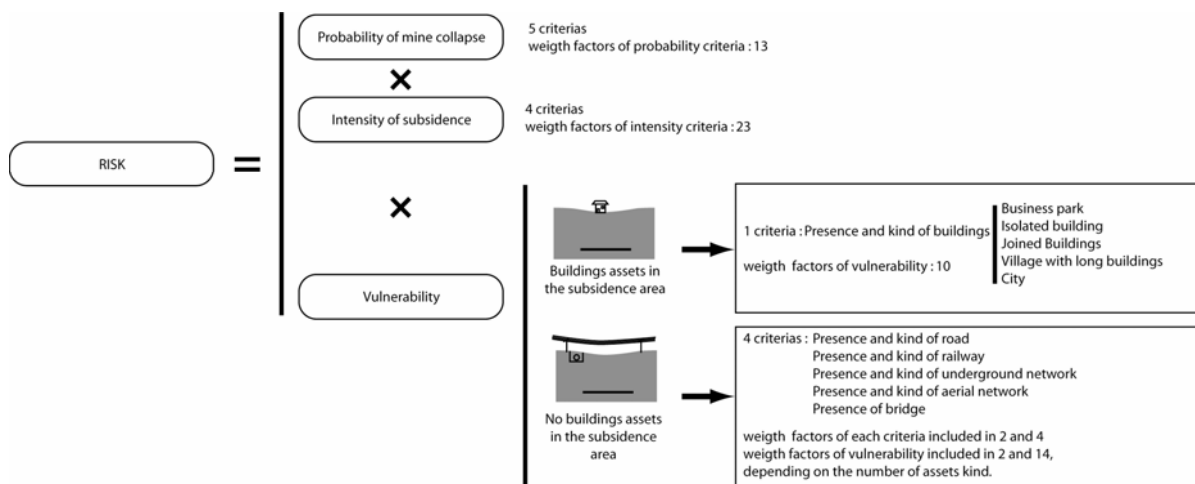 Probability of mine collapse
5 criterias
weigth factors of probability criteria : 13
×
Intensity of subsidence
4 criterias
weigth factors of intensity criteria : 23
RISK
=
×
Vulnerability
Buildings assets in
the subsidence area
1 criteria : Presence and kind of buildings
weigth factors of vulnerability : 10
Business park
Isolated building
Joined Buildings
Village with long buildings
City
No buildings assets
in the subsidence
area
4 criterias : Presence and kind of road
Presence and kind of railway
Presence and kind of underground network
Presence and kind of aerial network
Presence of bridge
weigth factors of each criteria included in 2 and 4
weigth factors of vulnerability included in 2 and 14,
depending on the number of assets kind.